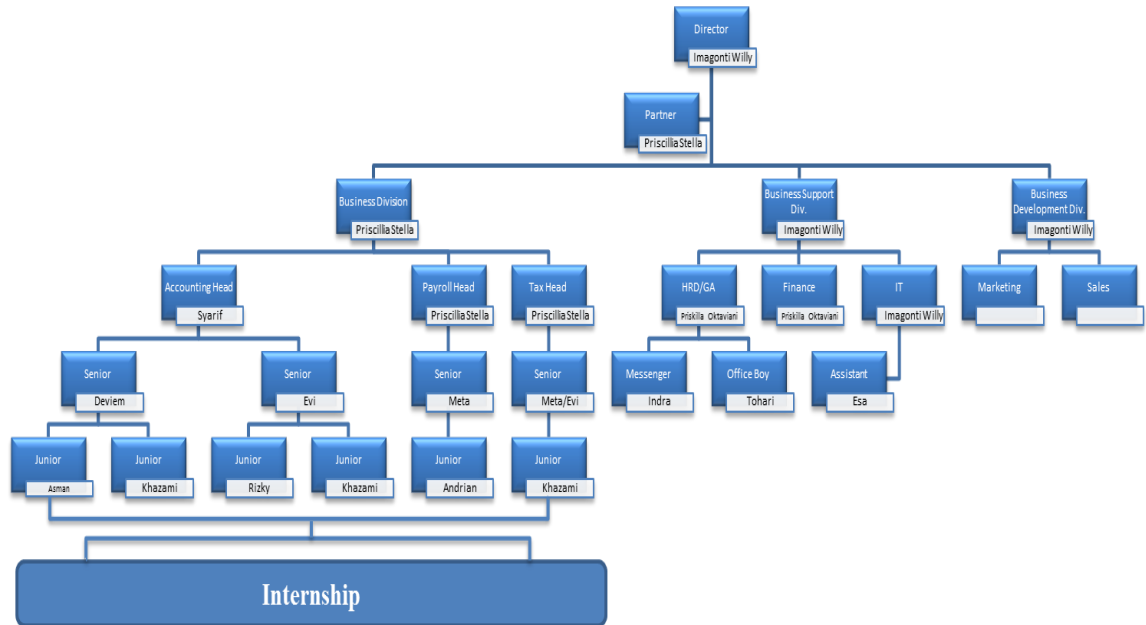 Director
Imagonti Willy
Partner
Priscillia Stella
Business Division
Priscillia Stella
Business Support
Div.
Imagonti Willy
Business
Development Div.
Imagonti Willy
Accounting Head
Syarif
Payroll Head
Priscillia Stella
Tax Head
Priscillia Stella
HRD/GA
Priskilla Oktaviani
Finance
Priskilla Oktaviani
IT
Imagonti Willy
Marketing
Sales
Senior
Deviem
Senior
Evi
Senior
Meta
Senior
Meta/Evi
Messenger
Indra
Office Boy
Tohari
Assistant
Esa
Junior
Asman
Junior
Khazami
Junior
Rizky
Junior
Khazami
Junior
Andrian
Junior
Khazami
Internship